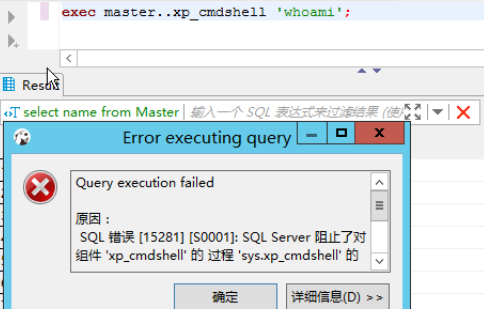 exec master..xp_cmdshell 'whoami';
Result
select name from Master 输入一个 SQL 表达式来过滤结果 (使
Error executing query
Query execution failed
原因：
SQL 错误 [15281] [S0001]: SQL Server 阻止了对
组件 'xp_cmdshell' 的 过程 'sys.xp_cmdshell' 的
确定
详细信息(D) >>